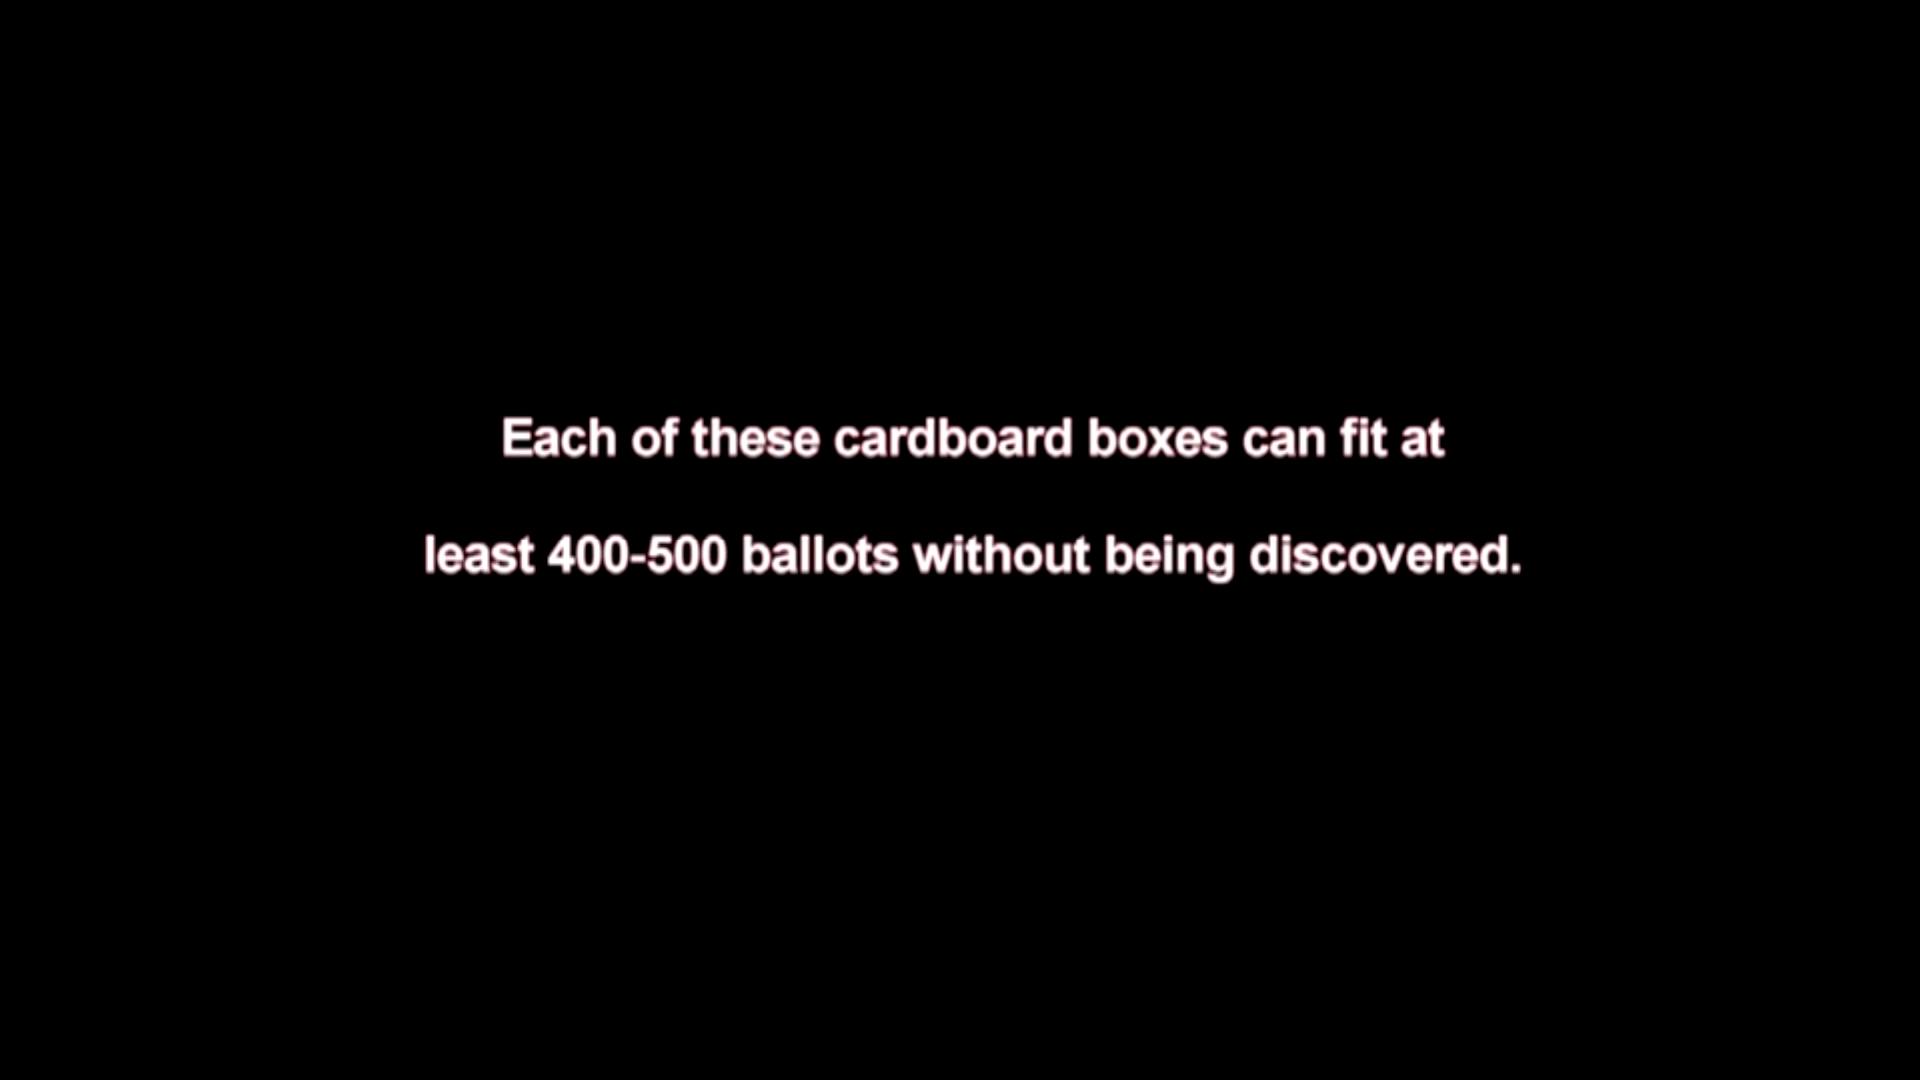 Each of these cardboard boxes can fit at
least 400-500 ballots without being discovered.